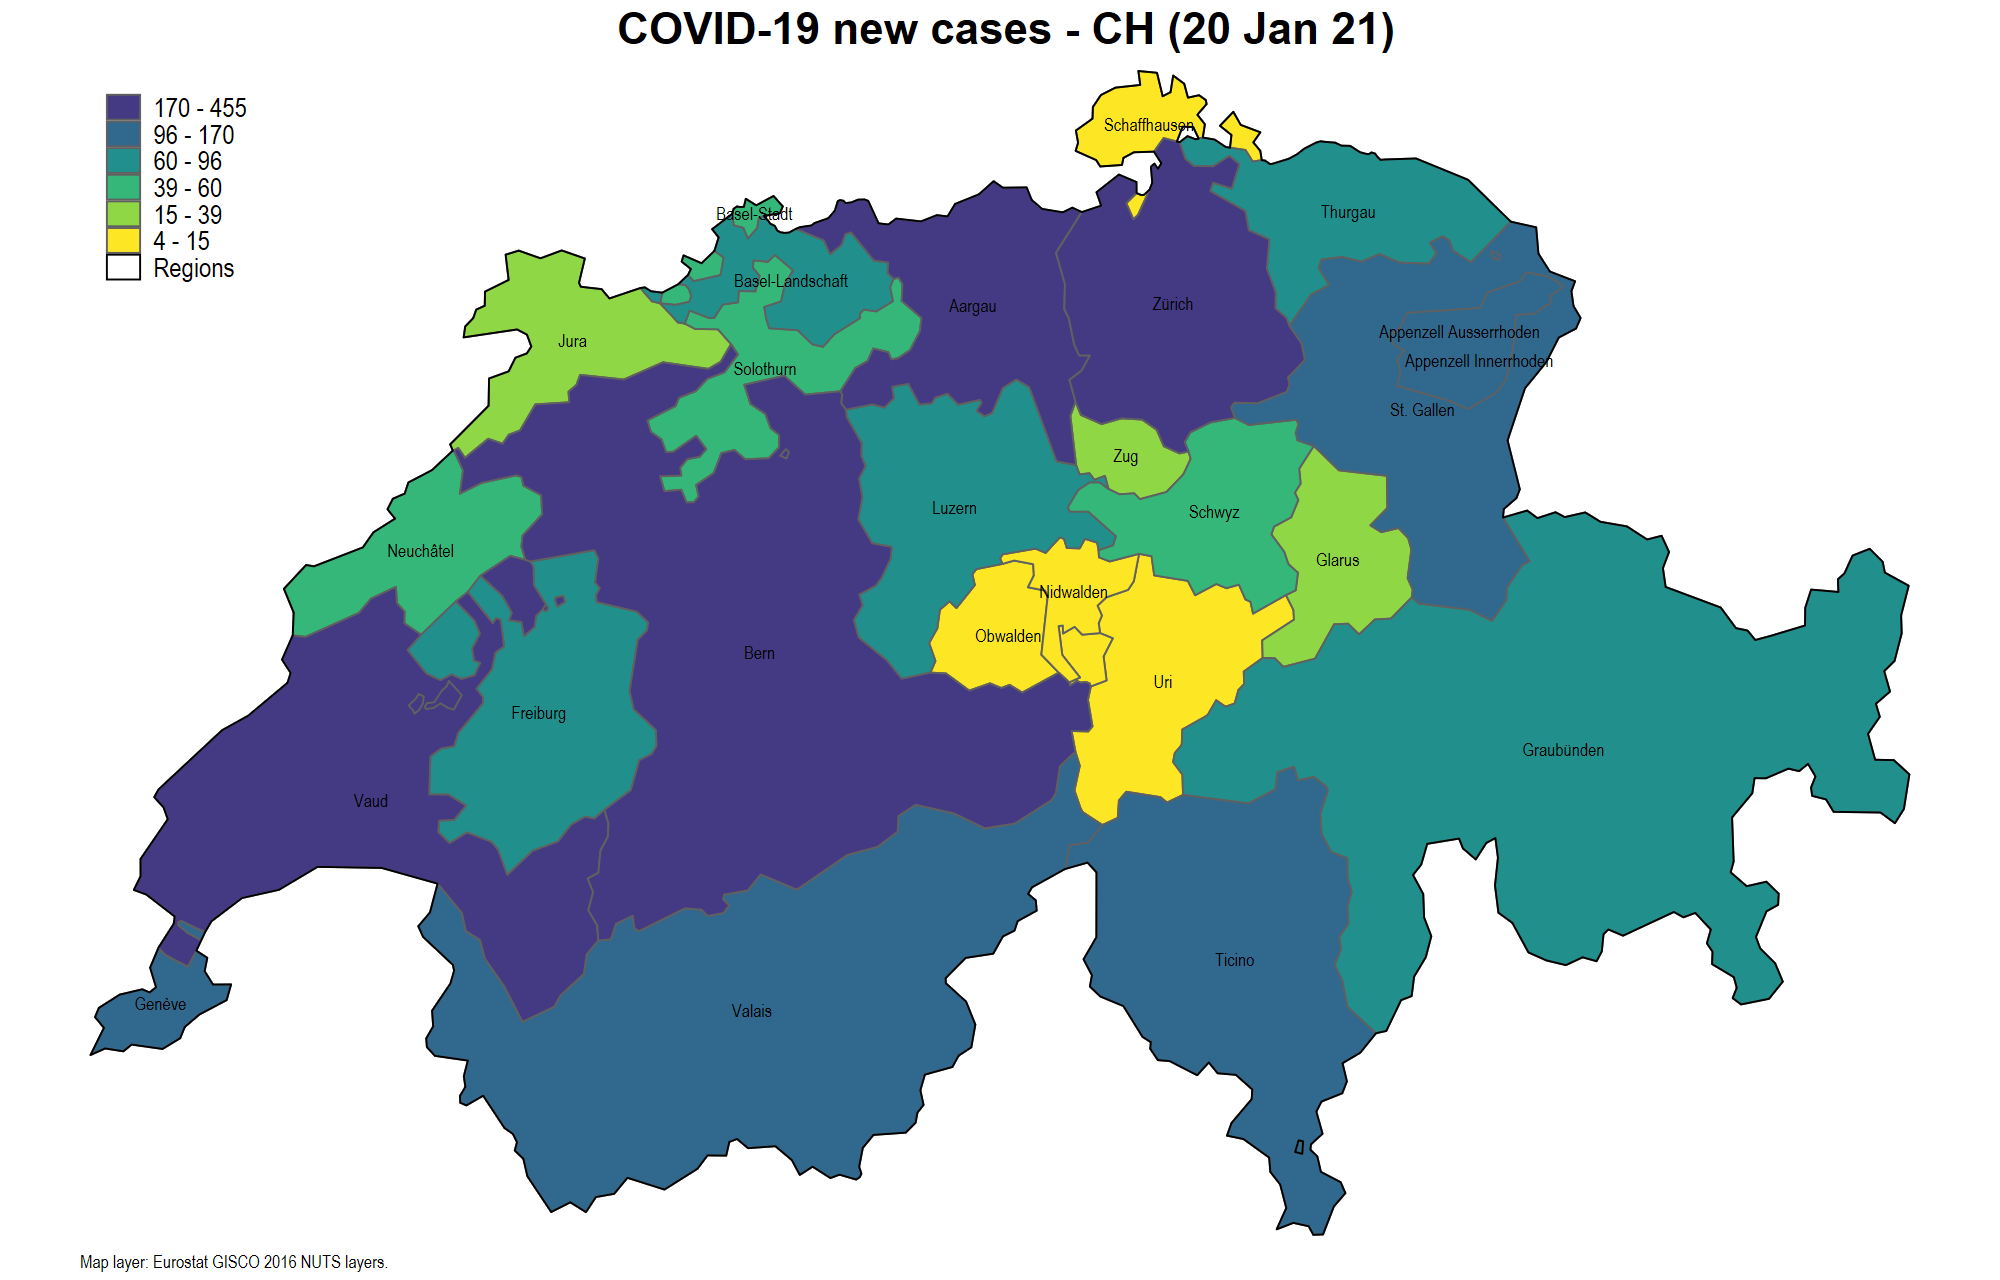 COVID-19 new cases - CH (20 Jan 21)
170 - 455
96 - 170
60 - 96
39 - 60
15 - 39
4 - 15
Regions
Schaffhausen
Basel-Stadt
Thurgau
Basel-Landschaft
Aargau
Zürich
Jura
Appenzell Ausserrhoden
Appenzell Innerrhoden
Solothurn
St. Gallen
Zug
Luzern
Schwyz
Neuchâtel
Glarus
Nidwalden
Obwalden
Bern
Uri
Freiburg
Graubünden
Vaud
Ticino
Genève
Valais
Map layer: Eurostat GISCO 2016 NUTS layers.